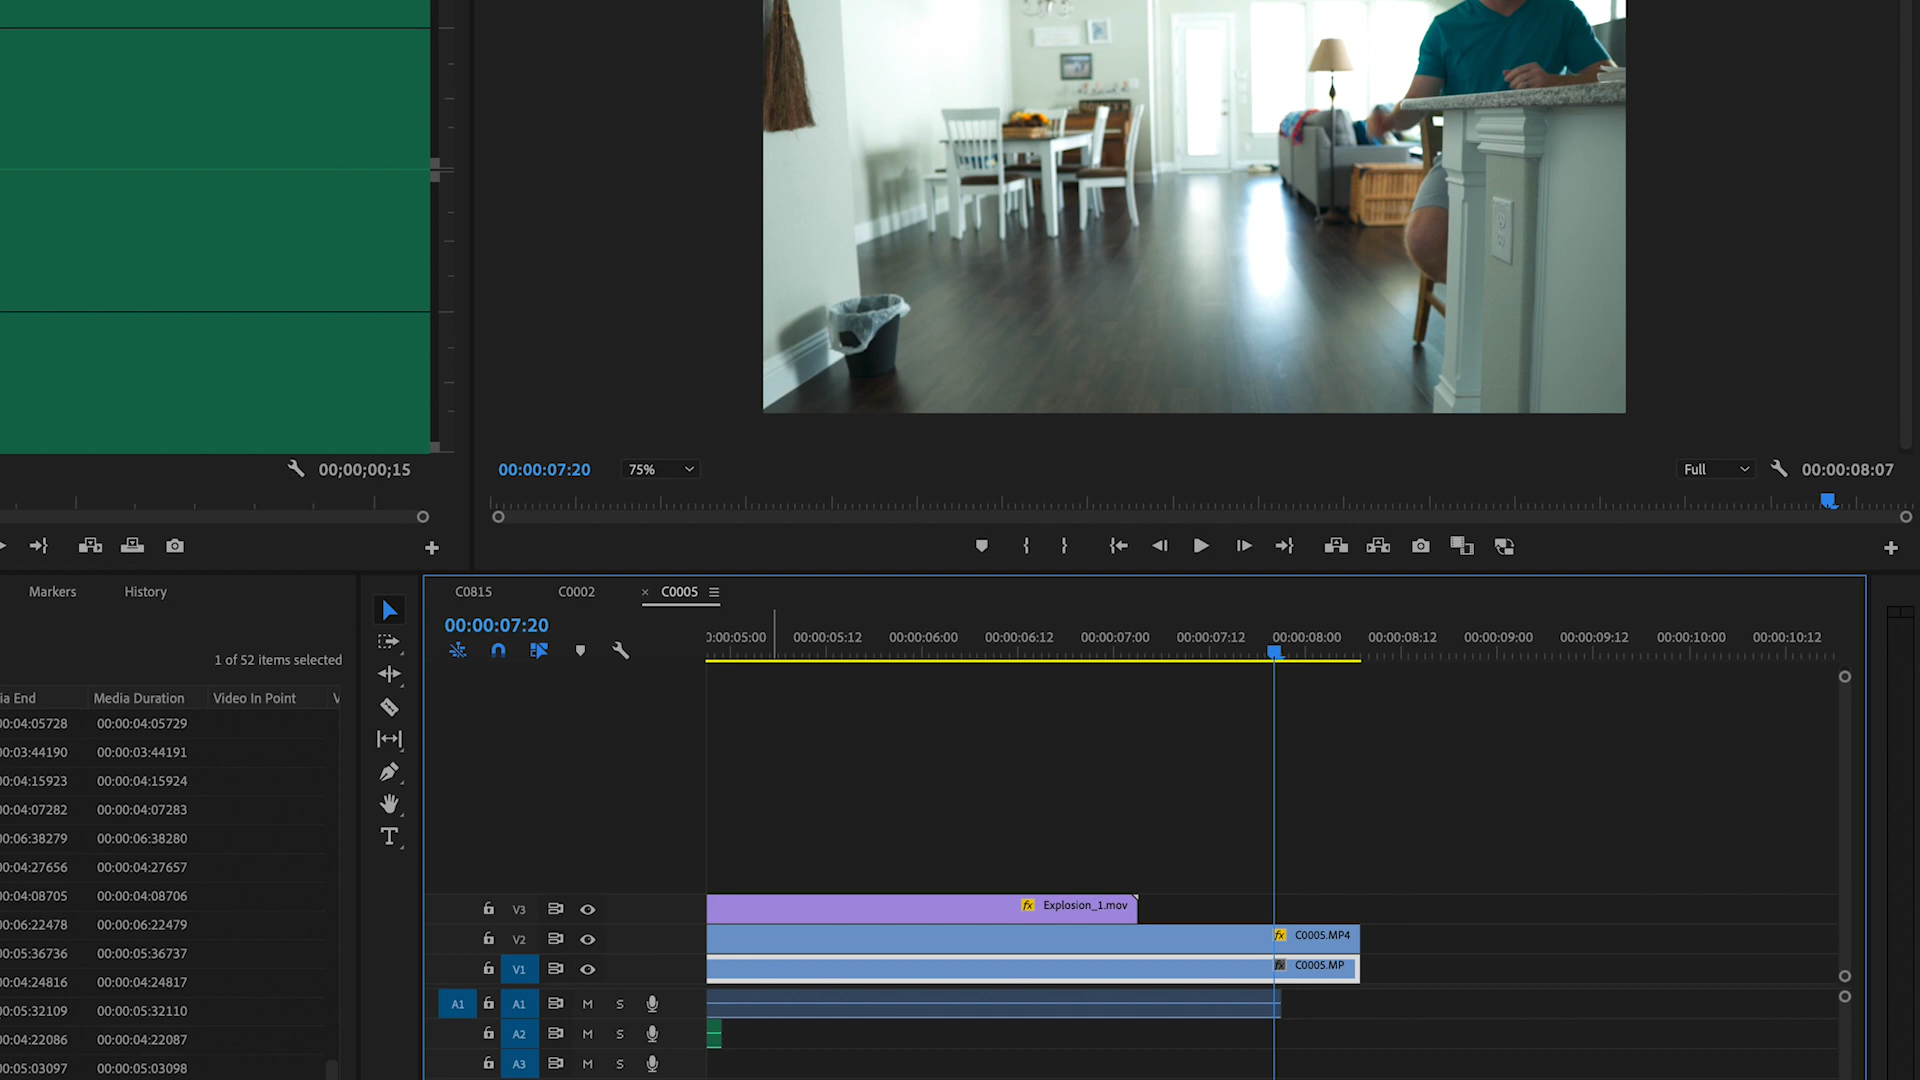 00;00;00;15
00:00:07:20
75%
Full
00:00:08:07
Markers
History
C0815
C0002
× C0005
00:00:07:20
0:00:05:00
00:00:05:12
00:00:06:00
00:00:06:12
00:00:07:00
00:00:07:12
00:00:08:00
00:00:08:12
00:00:09:00
00:00:09:12
00:00:10:00
00:00:10:12
1 of 52 items selected
ia End
Media Duration
Video In Point
V
00:04:05728 00:00:04:05729
00:03:44190 00:00:03:44191
00:04:15923 00:00:04:15924
00:04:07282 00:00:04:07283
00:06:38279 00:00:06:38280
00:04:27656 00:00:04:27657
00:04:08705 00:00:04:08706
00:06:22478 00:00:06:22479
00:05:36736 00:00:05:36737
00:04:24816 00:00:04:24817
00:05:32109 00:00:05:32110
00:04:22086 00:00:04:22087
00:05:03097 00:00:05:03098
V3 fx Explosion_1.mov
V2 fx C0005.MP4
V1 fx C0005.MP
A1 A1 M S
A2 M S
A3 M S